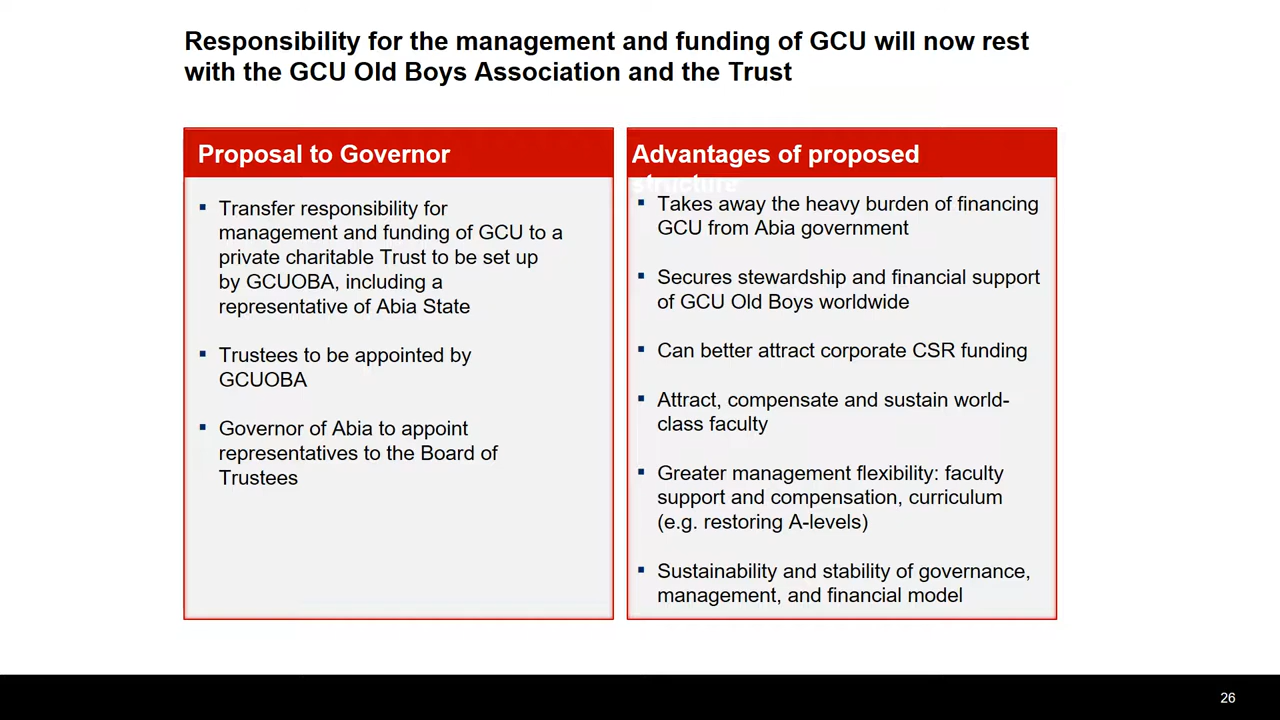 Responsibility for the management and funding of GCU will now rest
with the GCU Old Boys Association and the Trust
Proposal to Governor
Transfer responsibility for
management and funding of GCU to a
private charitable Trust to be set up
by GCUOBA, including a
representative of Abia State
Trustees to be appointed by
GCUOBA
Governor of Abia to appoint
representatives to the Board of
Trustees
Advantages of proposed
structure
Takes away the heavy burden of financing
GCU from Abia government
Secures stewardship and financial support
of GCU Old Boys worldwide
Can better attract corporate CSR funding
Attract, compensate and sustain world-
class faculty
Greater management flexibility: faculty
support and compensation, curriculum
(e.g. restoring A-levels)
Sustainability and stability of governance,
management, and financial model
26